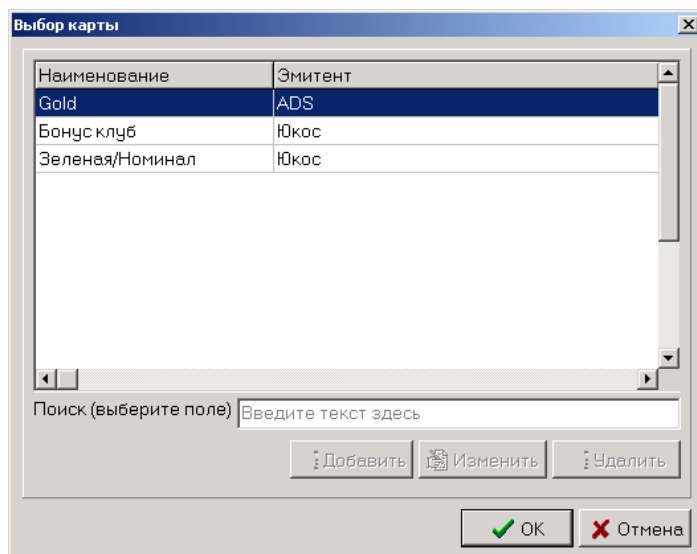 Выбор карты
Наименование Эмитент
Gold ADS
Бонус клуб Юкос
Зеленая/Номинал Юкос
Поиск (выберите поле) Введите текст здесь
Добавить Изменить Удалить
OK Отмена